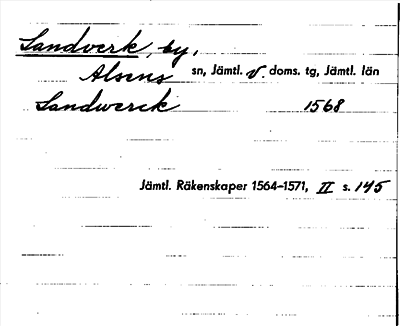 Sandverk, by,
Alsens sn, Jämtl. v. doms. tg, Jämtl. län
Sandwerck 1568
Jämtl. Räkenskaper 1564–1571, II s. 145